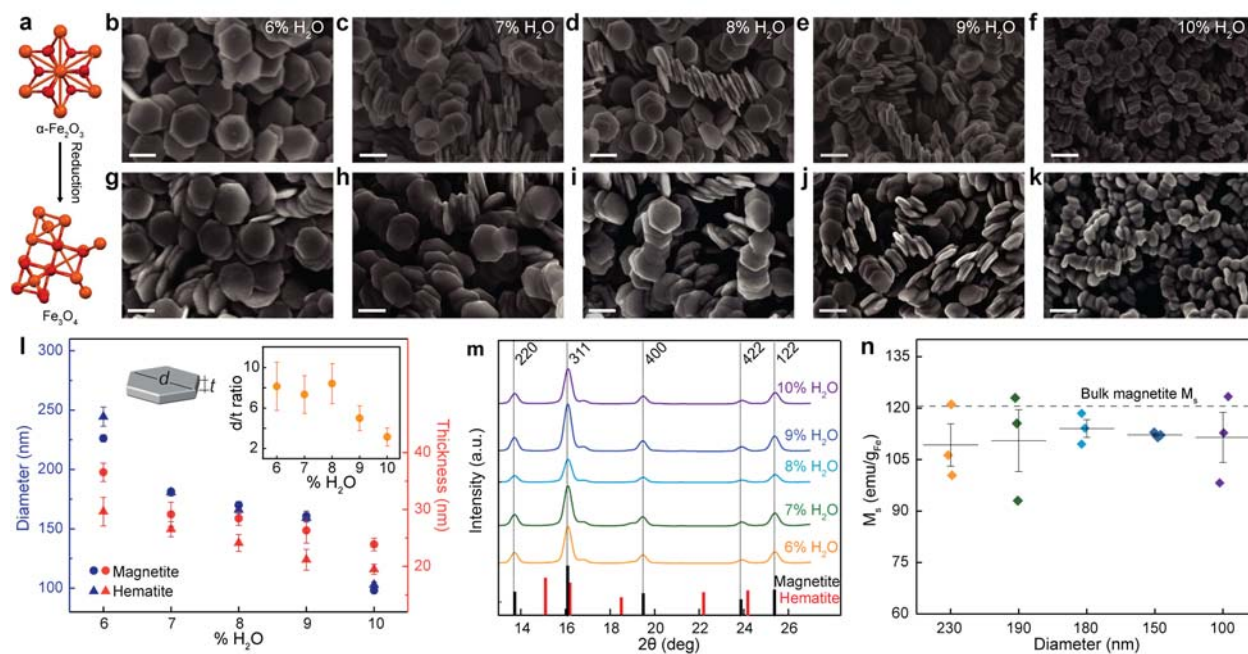 a
b
6% H₂O
c
7% H₂O
d
8% H₂O
e
9% H₂O
f
10% H₂O
α-Fe₂O₃
Reduction
Fe₃O₄
g
h
i
j
k
l
300
250
200
150
100
Diameter (nm)
6
7
8
9
10
% H₂O
40
30
20
Thickness (nm)
Magnetite
Hematite
d
t
10
8
6
4
2
d/t ratio
6
7
8
9
10
% H₂O
m
220
311
400
422
122
10% H₂O
9% H₂O
8% H₂O
7% H₂O
6% H₂O
Magnetite
Hematite
Intensity (a.u.)
14
16
18
20
22
24
26
2θ (deg)
n
135
120
105
90
75
60
Mₛ (emu/g_Fe)
Bulk magnetite Mₛ
230
190
180
150
100
Diameter (nm)